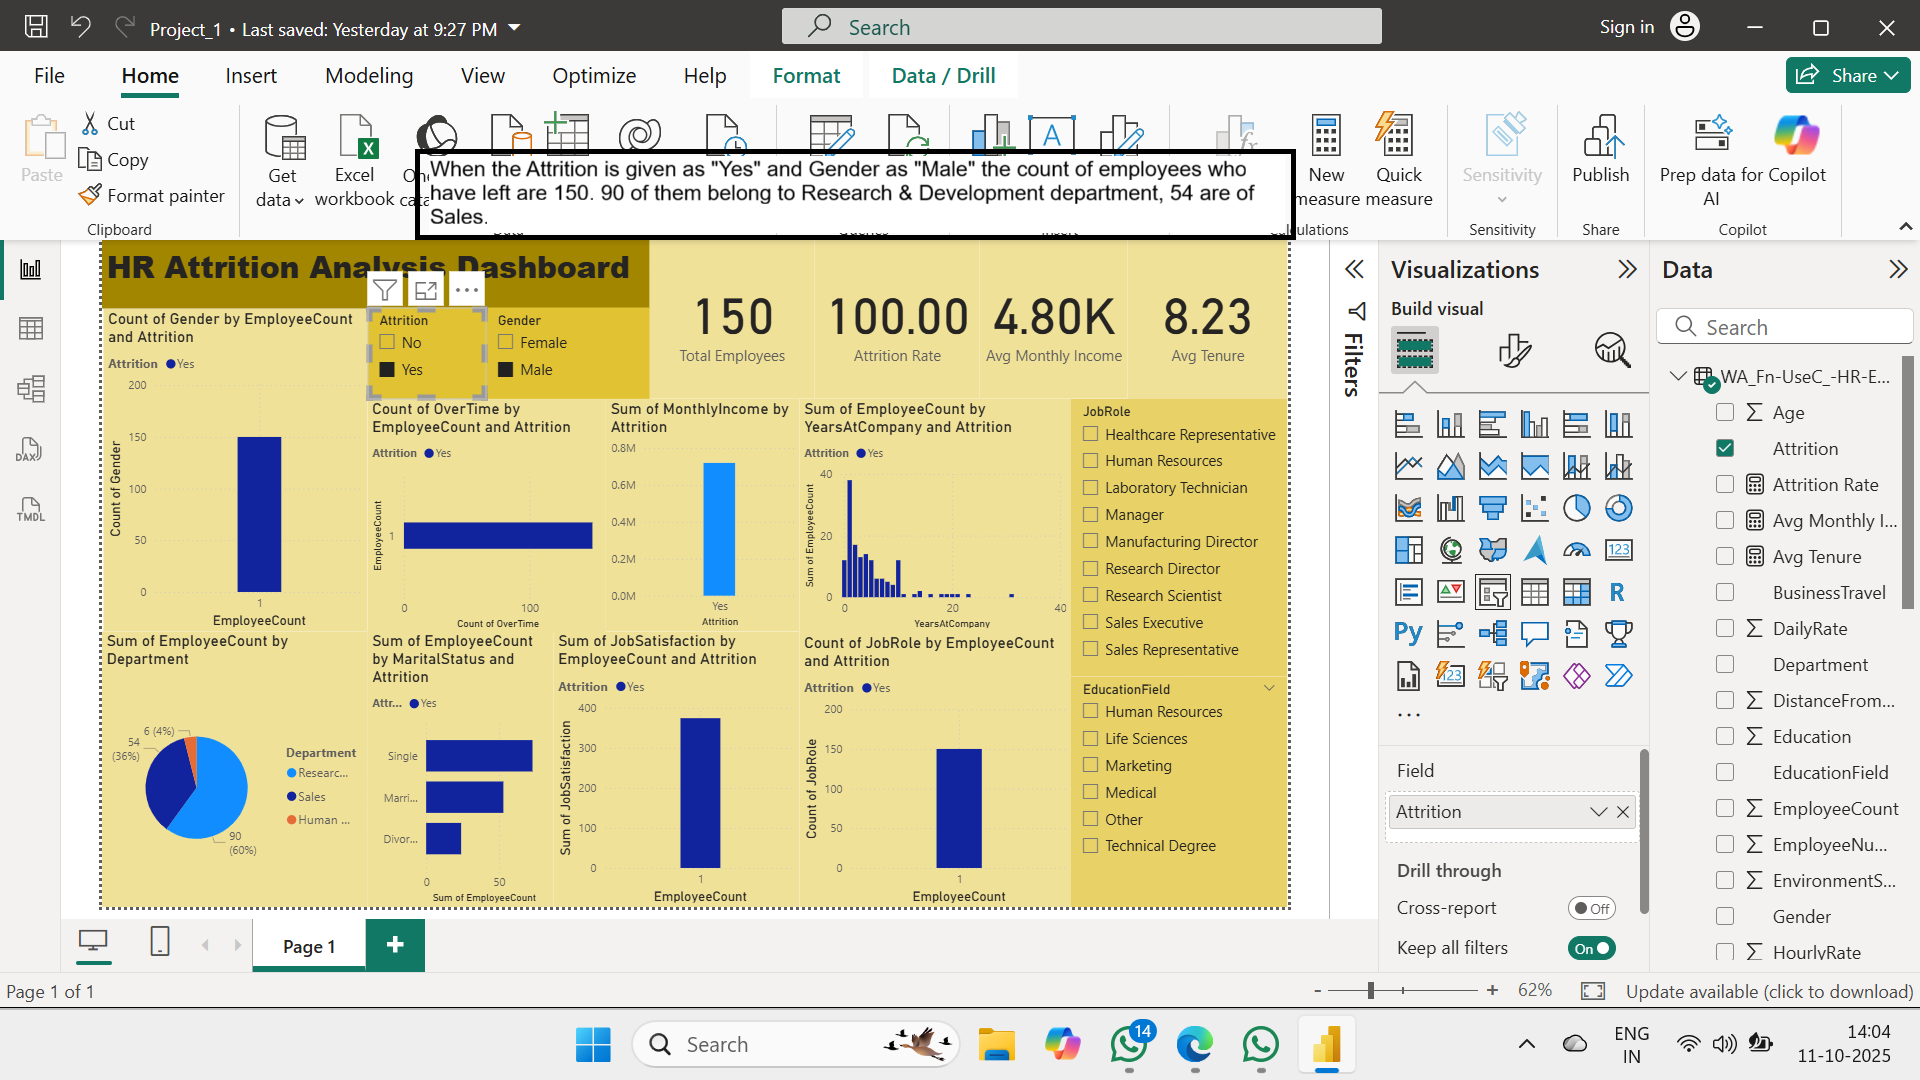 Project_1 • Last saved: Yesterday at 9:27 PM
Search
Sign in
File
Home
Insert
Modeling
View
Optimize
Help
Format
Data / Drill
Share
Paste
Cut
Copy
Format painter
Clipboard
Get
data
Excel
workbook
New
measure
Quick
measure
Sensitivity
Publish
Prep data for Copilot
AI
Sensitivity
Share
Copilot
When the Attrition is given as "Yes" and Gender as "Male" the count of employees who
have left are 150. 90 of them belong to Research & Development department, 54 are of
Sales.
HR Attrition Analysis Dashboard
Attrition
No
Yes
Gender
Female
Male
150
Total Employees
100.00
Attrition Rate
4.80K
Avg Monthly Income
8.23
Avg Tenure
Count of Gender by EmployeeCount
and Attrition
Attrition Yes
Count of Gender
200
150
100
50
0
1
EmployeeCount
Count of OverTime by
EmployeeCount and Attrition
Attrition Yes
EmployeeCount
1
0
100
Count of OverTime
Sum of MonthlyIncome by
Attrition
0.8M
0.6M
0.4M
0.2M
0.0M
Yes
Attrition
Sum of EmployeeCount by
YearsAtCompany and Attrition
Attrition Yes
Sum of EmployeeCount
40
20
0
0
20
40
YearsAtCompany
JobRole
Healthcare Representative
Human Resources
Laboratory Technician
Manager
Manufacturing Director
Research Director
Research Scientist
Sales Executive
Sales Representative
Sum of EmployeeCount by
Department
6 (4%)
54
(36%)
90
(60%)
Department
Researc...
Sales
Human ...
Sum of EmployeeCount
by MaritalStatus and
Attrition
Attr... Yes
Single
Marri...
Divor...
0
50
Sum of EmployeeCount
Sum of JobSatisfaction by
EmployeeCount and Attrition
Attrition Yes
Sum of JobSatisfaction
400
300
200
100
0
1
EmployeeCount
Count of JobRole by EmployeeCount
and Attrition
Attrition Yes
Count of JobRole
200
150
100
50
0
1
EmployeeCount
EducationField
Human Resources
Life Sciences
Marketing
Medical
Other
Technical Degree
Filters
Visualizations
Build visual
123
R
Py
123
Field
Attrition
Drill through
Cross-report
Off
Keep all filters
On
Data
Search
WA_Fn-UseC_-HR-E...
Age
Attrition
Attrition Rate
Avg Monthly I...
Avg Tenure
BusinessTravel
DailyRate
Department
DistanceFrom...
Education
EducationField
EmployeeCount
EmployeeNu...
EnvironmentS...
Gender
HourlyRate
DAX
TMDL
Page 1
Page 1 of 1
62%
Update available (click to download)
Search
14
ENG
IN
14:04
11-10-2025